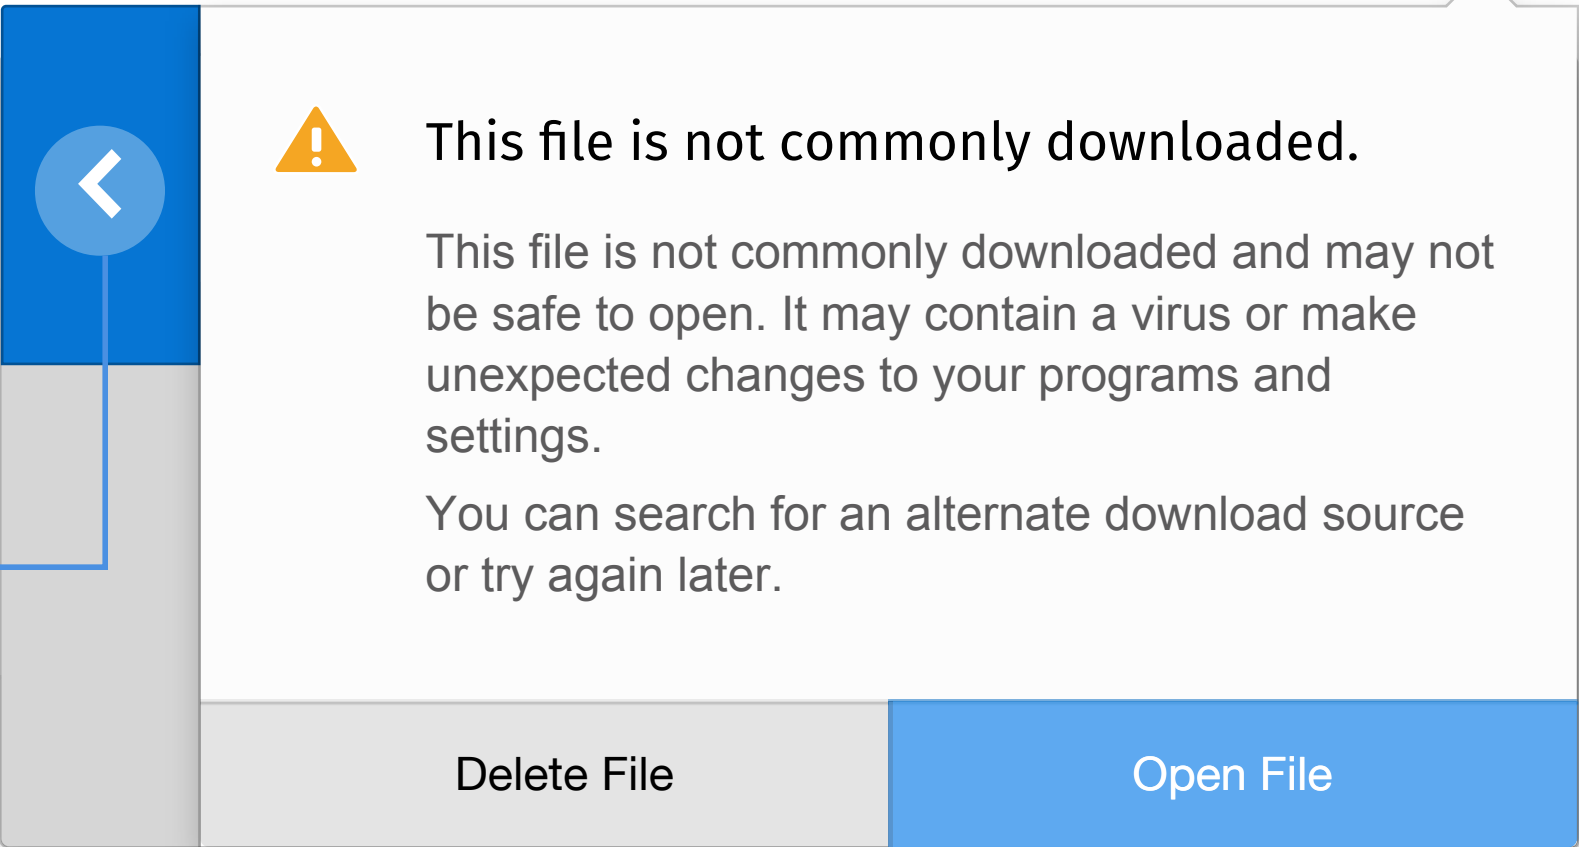 This file is not commonly downloaded.
This file is not commonly downloaded and may not
be safe to open. It may contain a virus or make
unexpected changes to your programs and
settings.
You can search for an alternate download source
or try again later.
Delete File
Open File